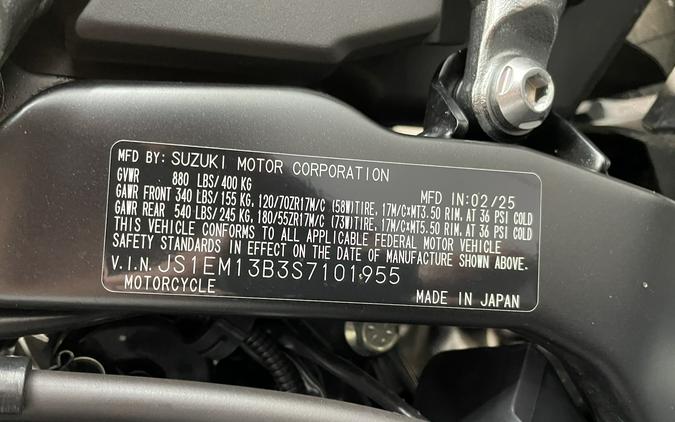 MFD BY: SUZUKI MOTOR CORPORATION
GVWR 880 LBS/400 KG MFD IN:02/25
GAWR FRONT 340 LBS/155 KG, 120/70ZR17M/C (58W)TIRE, 17M/C×MT3.50 RIM. AT 36 PSI COLD
GAWR REAR 540 LBS/245 KG, 180/55ZR17M/C (73W)TIRE, 17M/C×MT5.50 RIM. AT 36 PSI COLD
THIS VEHICLE CONFORMS TO ALL APPLICABLE FEDERAL MOTOR VEHICLE
SAFETY STANDARDS IN EFFECT ON THE DATE OF MANUFACTURE SHOWN ABOVE.
V.I.N. JS1EM13B3S7101955
MOTORCYCLE MADE IN JAPAN